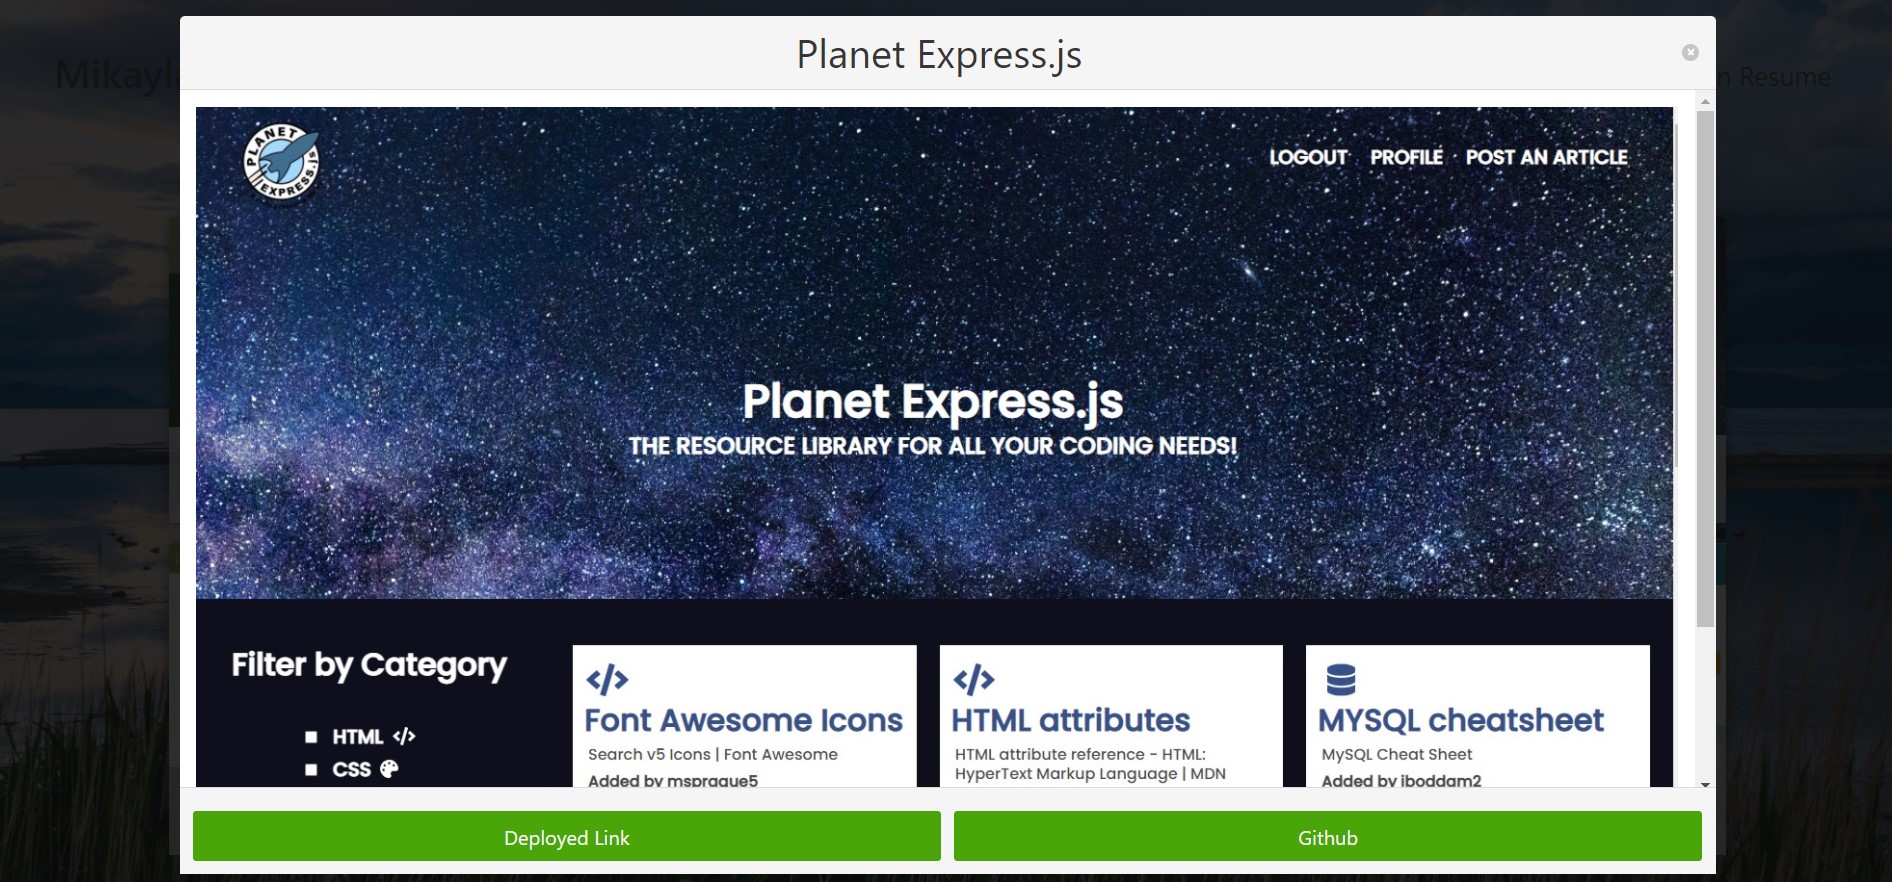 Planet Express.js
Mikayla
n Resume
PLANET
EXPRESS.js
LOGOUT PROFILE POST AN ARTICLE
Planet Express.js
THE RESOURCE LIBRARY FOR ALL YOUR CODING NEEDS!
Filter by Category
HTML </>
CSS
</>
Font Awesome Icons
Search v5 Icons | Font Awesome
Added by msprague5
</>
HTML attributes
HTML attribute reference - HTML:
HyperText Markup Language | MDN
MYSQL cheatsheet
MySQL Cheat Sheet
Added by iboddam2
Deployed Link
Github